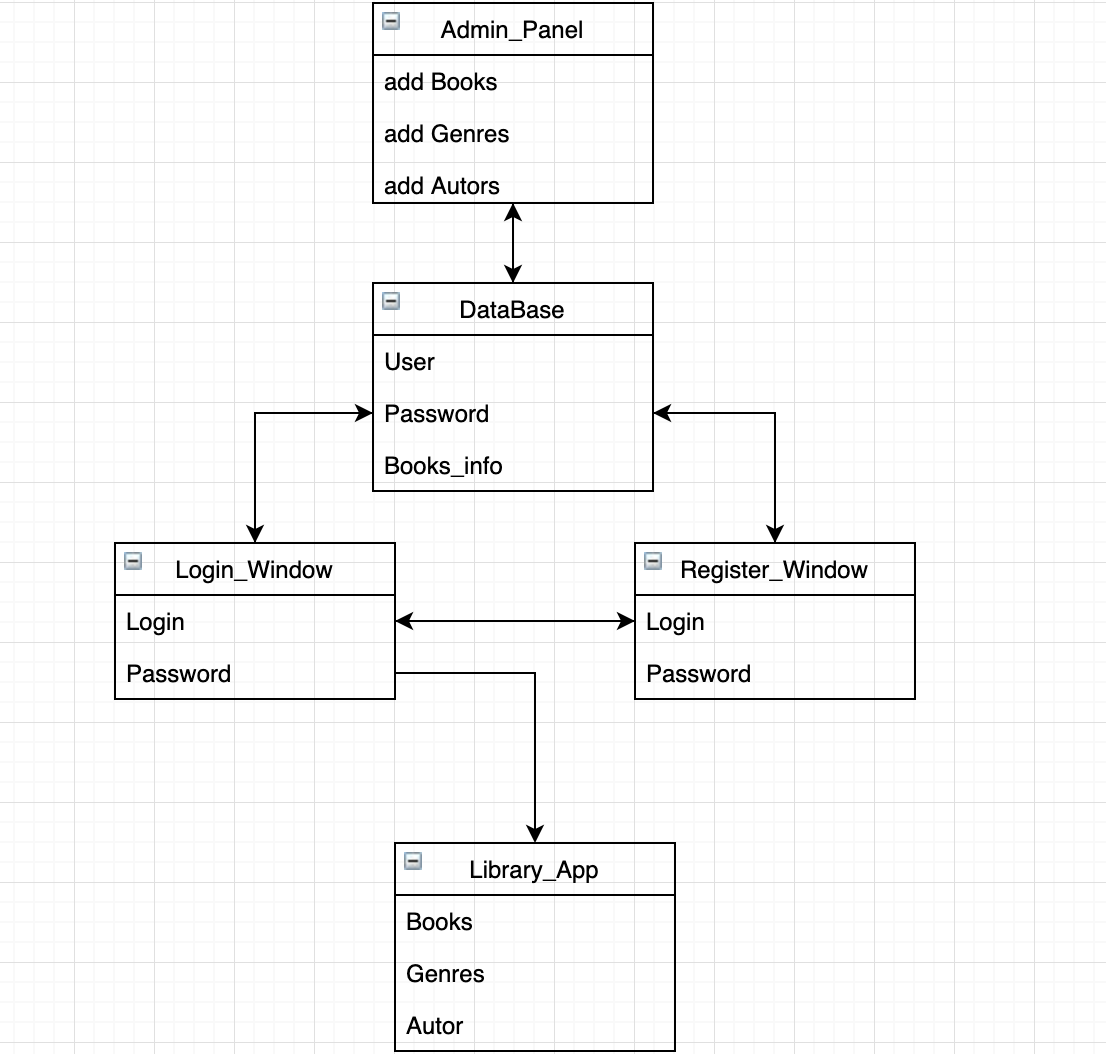 Admin_Panel
add Books
add Genres
add Autors
DataBase
User
Password
Books_info
Login_Window
Login
Password
Register_Window
Login
Password
Library_App
Books
Genres
Autor